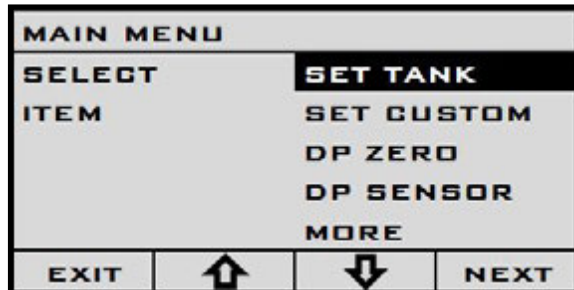 MAIN MENU
SELECT SET TANK
ITEM SET CUSTOM
DP ZERO
DP SENSOR
MORE
EXIT NEXT